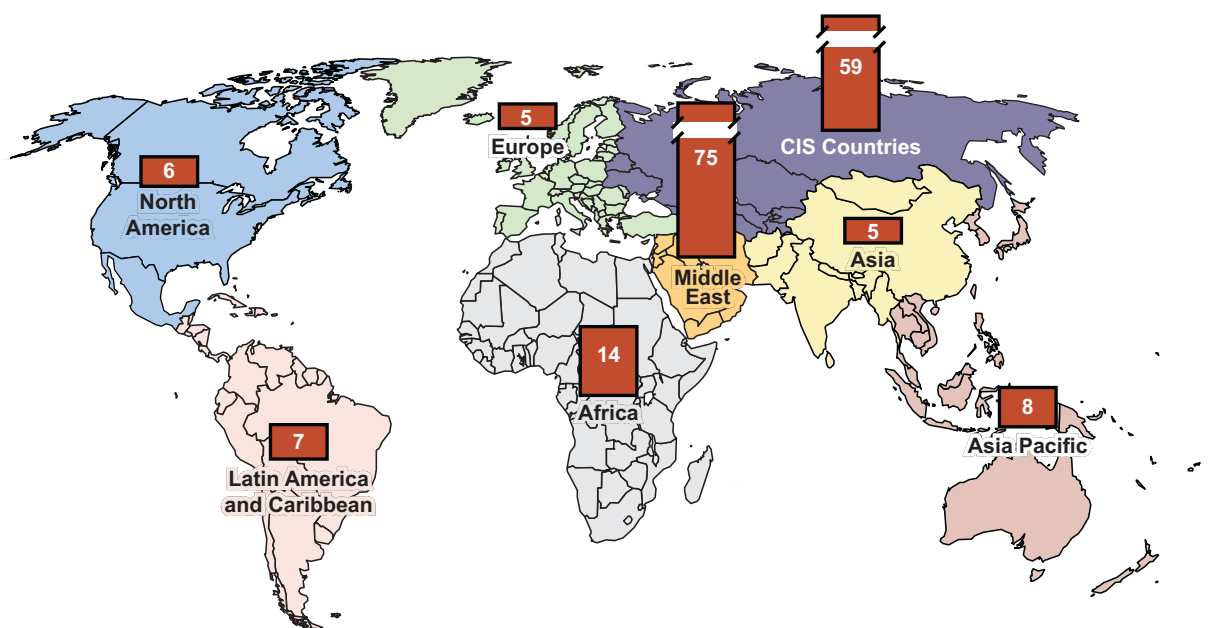 59
CIS Countries
5
Europe
75
Middle
East
6
North
America
5
Asia
14
Africa
8
Asia Pacific
7
Latin America
and Caribbean